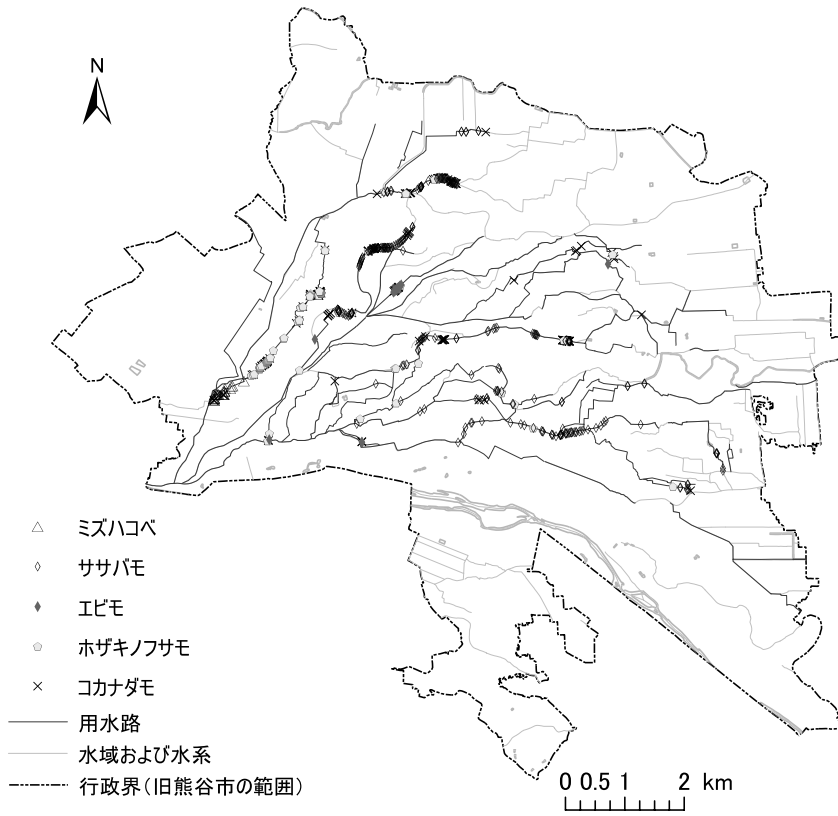 N
ミズハコベ
ササバモ
エビモ
ホザキノフサモ
コカナダモ
用水路
水域および水系
行政界(旧熊谷市の範囲)
0 0.5 1 2 km